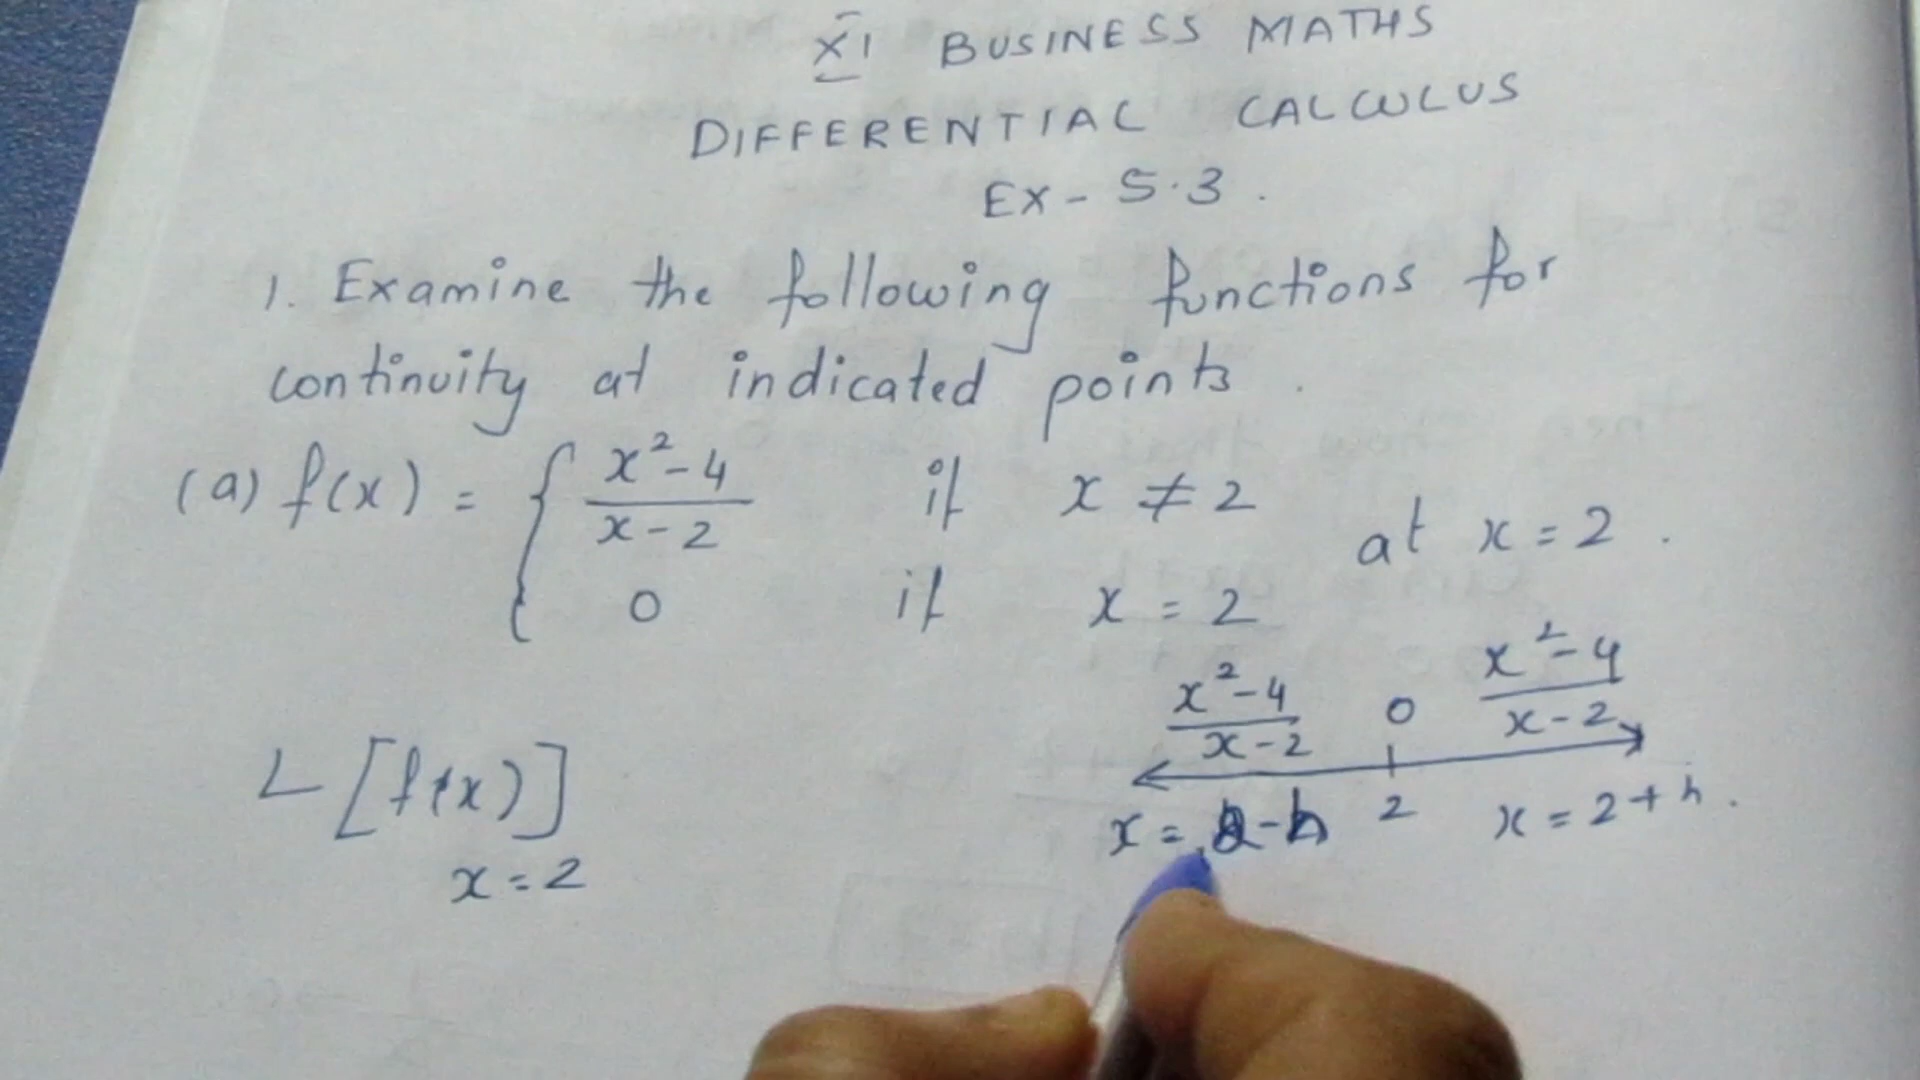 XI BUSINESS MATHS
DIFFERENTIAL CALCULUS
EX - 5.3.
1. Examine the following functions for
continuity at indicated points.
(a) f(x) = { x² - 4 / x - 2 if x ≠ 2
0 if x = 2
at x = 2.
x² - 4 / x - 2 0 x² - 4 / x - 2
x = 2 - h 2 x = 2 + h.
L [f(x)]
x = 2